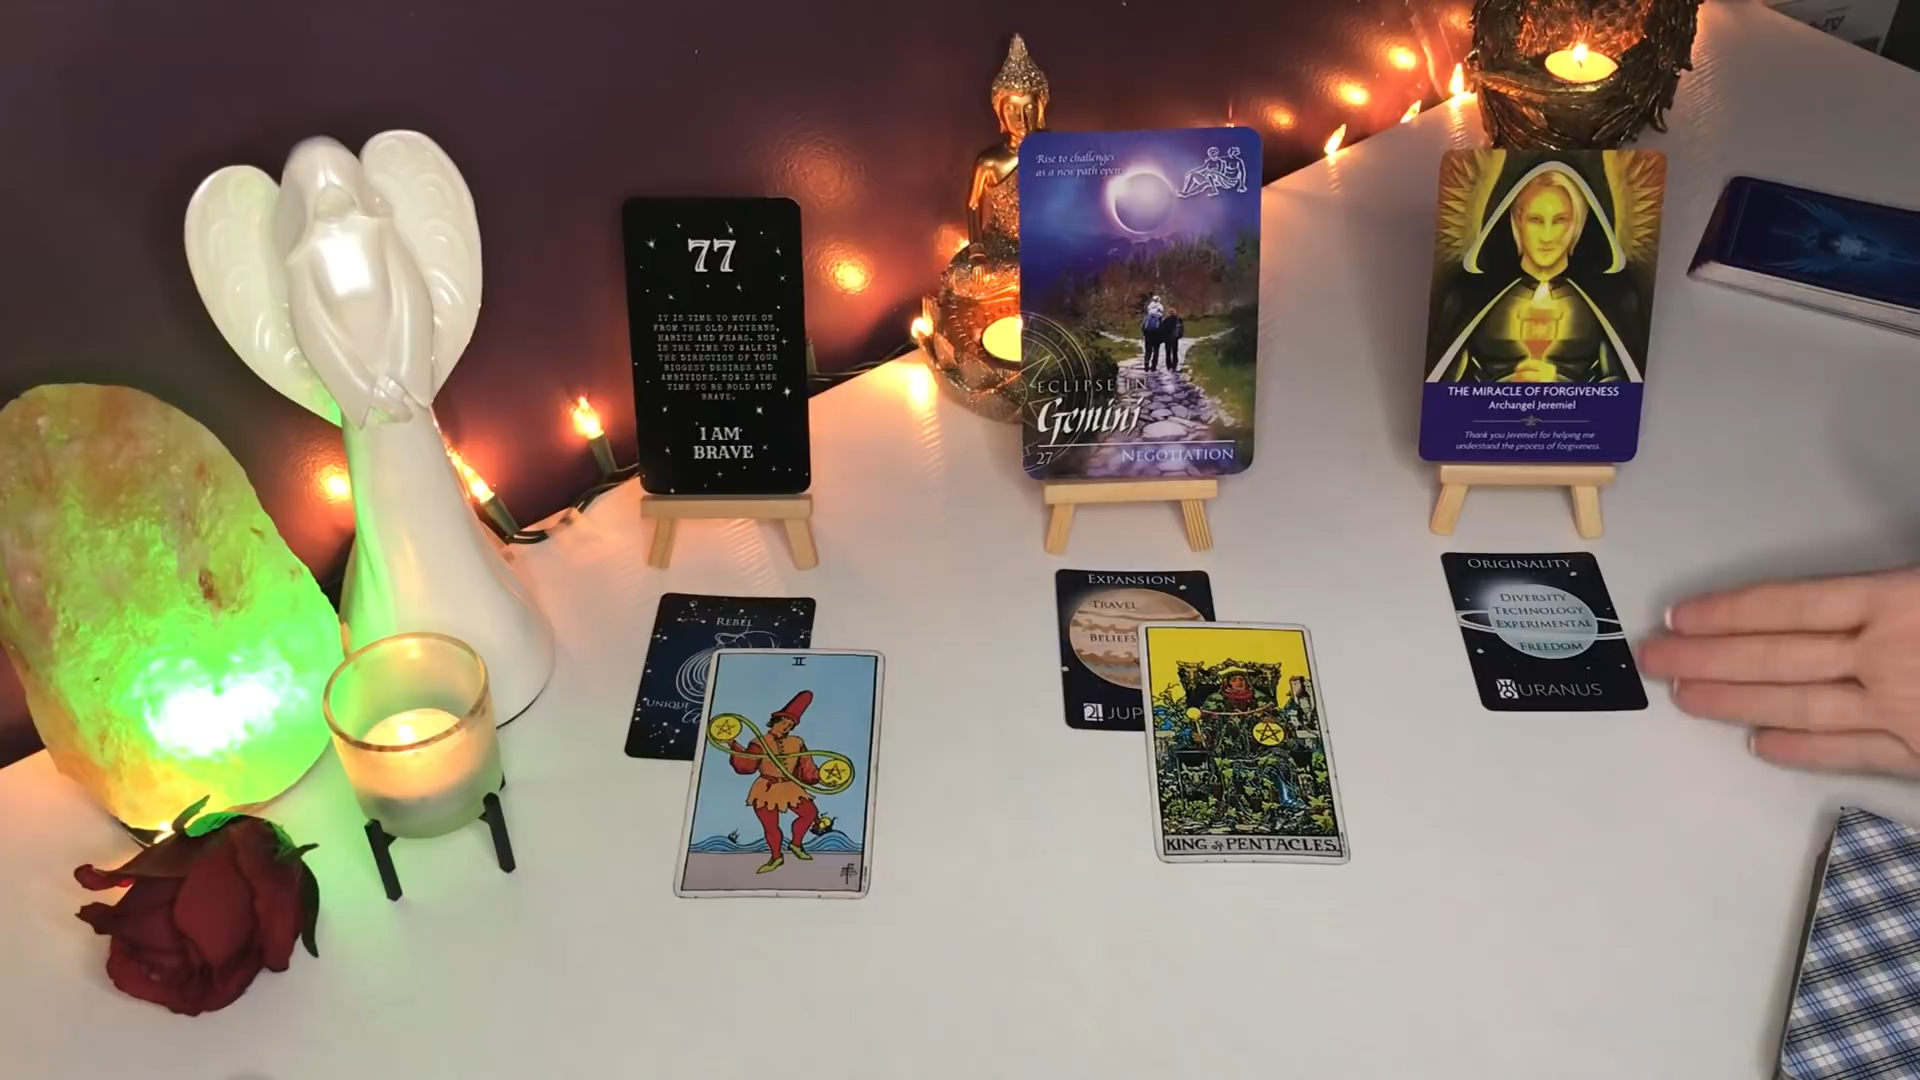 77
IT IS TIME TO MOVE ON
FROM THE OLD PATTERNS,
HABITS AND FEARS. NOW
IS THE TIME TO WALK IN
THE DIRECTION OF YOUR
BIGGEST DESIRES AND
AMBITIONS. NOW IS THE
TIME TO BE BOLD AND
BRAVE.
I AM
BRAVE
Rise to challenges
as a new path opens
ECLIPSE IN
Gemini
27
NEGOTIATION
THE MIRACLE OF FORGIVENESS
Archangel Jeremiel
Thank you Jeremiel for helping me
understand the process of forgiveness.
REBEL
UNIQUE
II
EXPANSION
TRAVEL
BELIEFS
JUP
KING of PENTACLES.
ORIGINALITY
DIVERSITY
TECHNOLOGY
EXPERIMENTAL
FREEDOM
URANUS